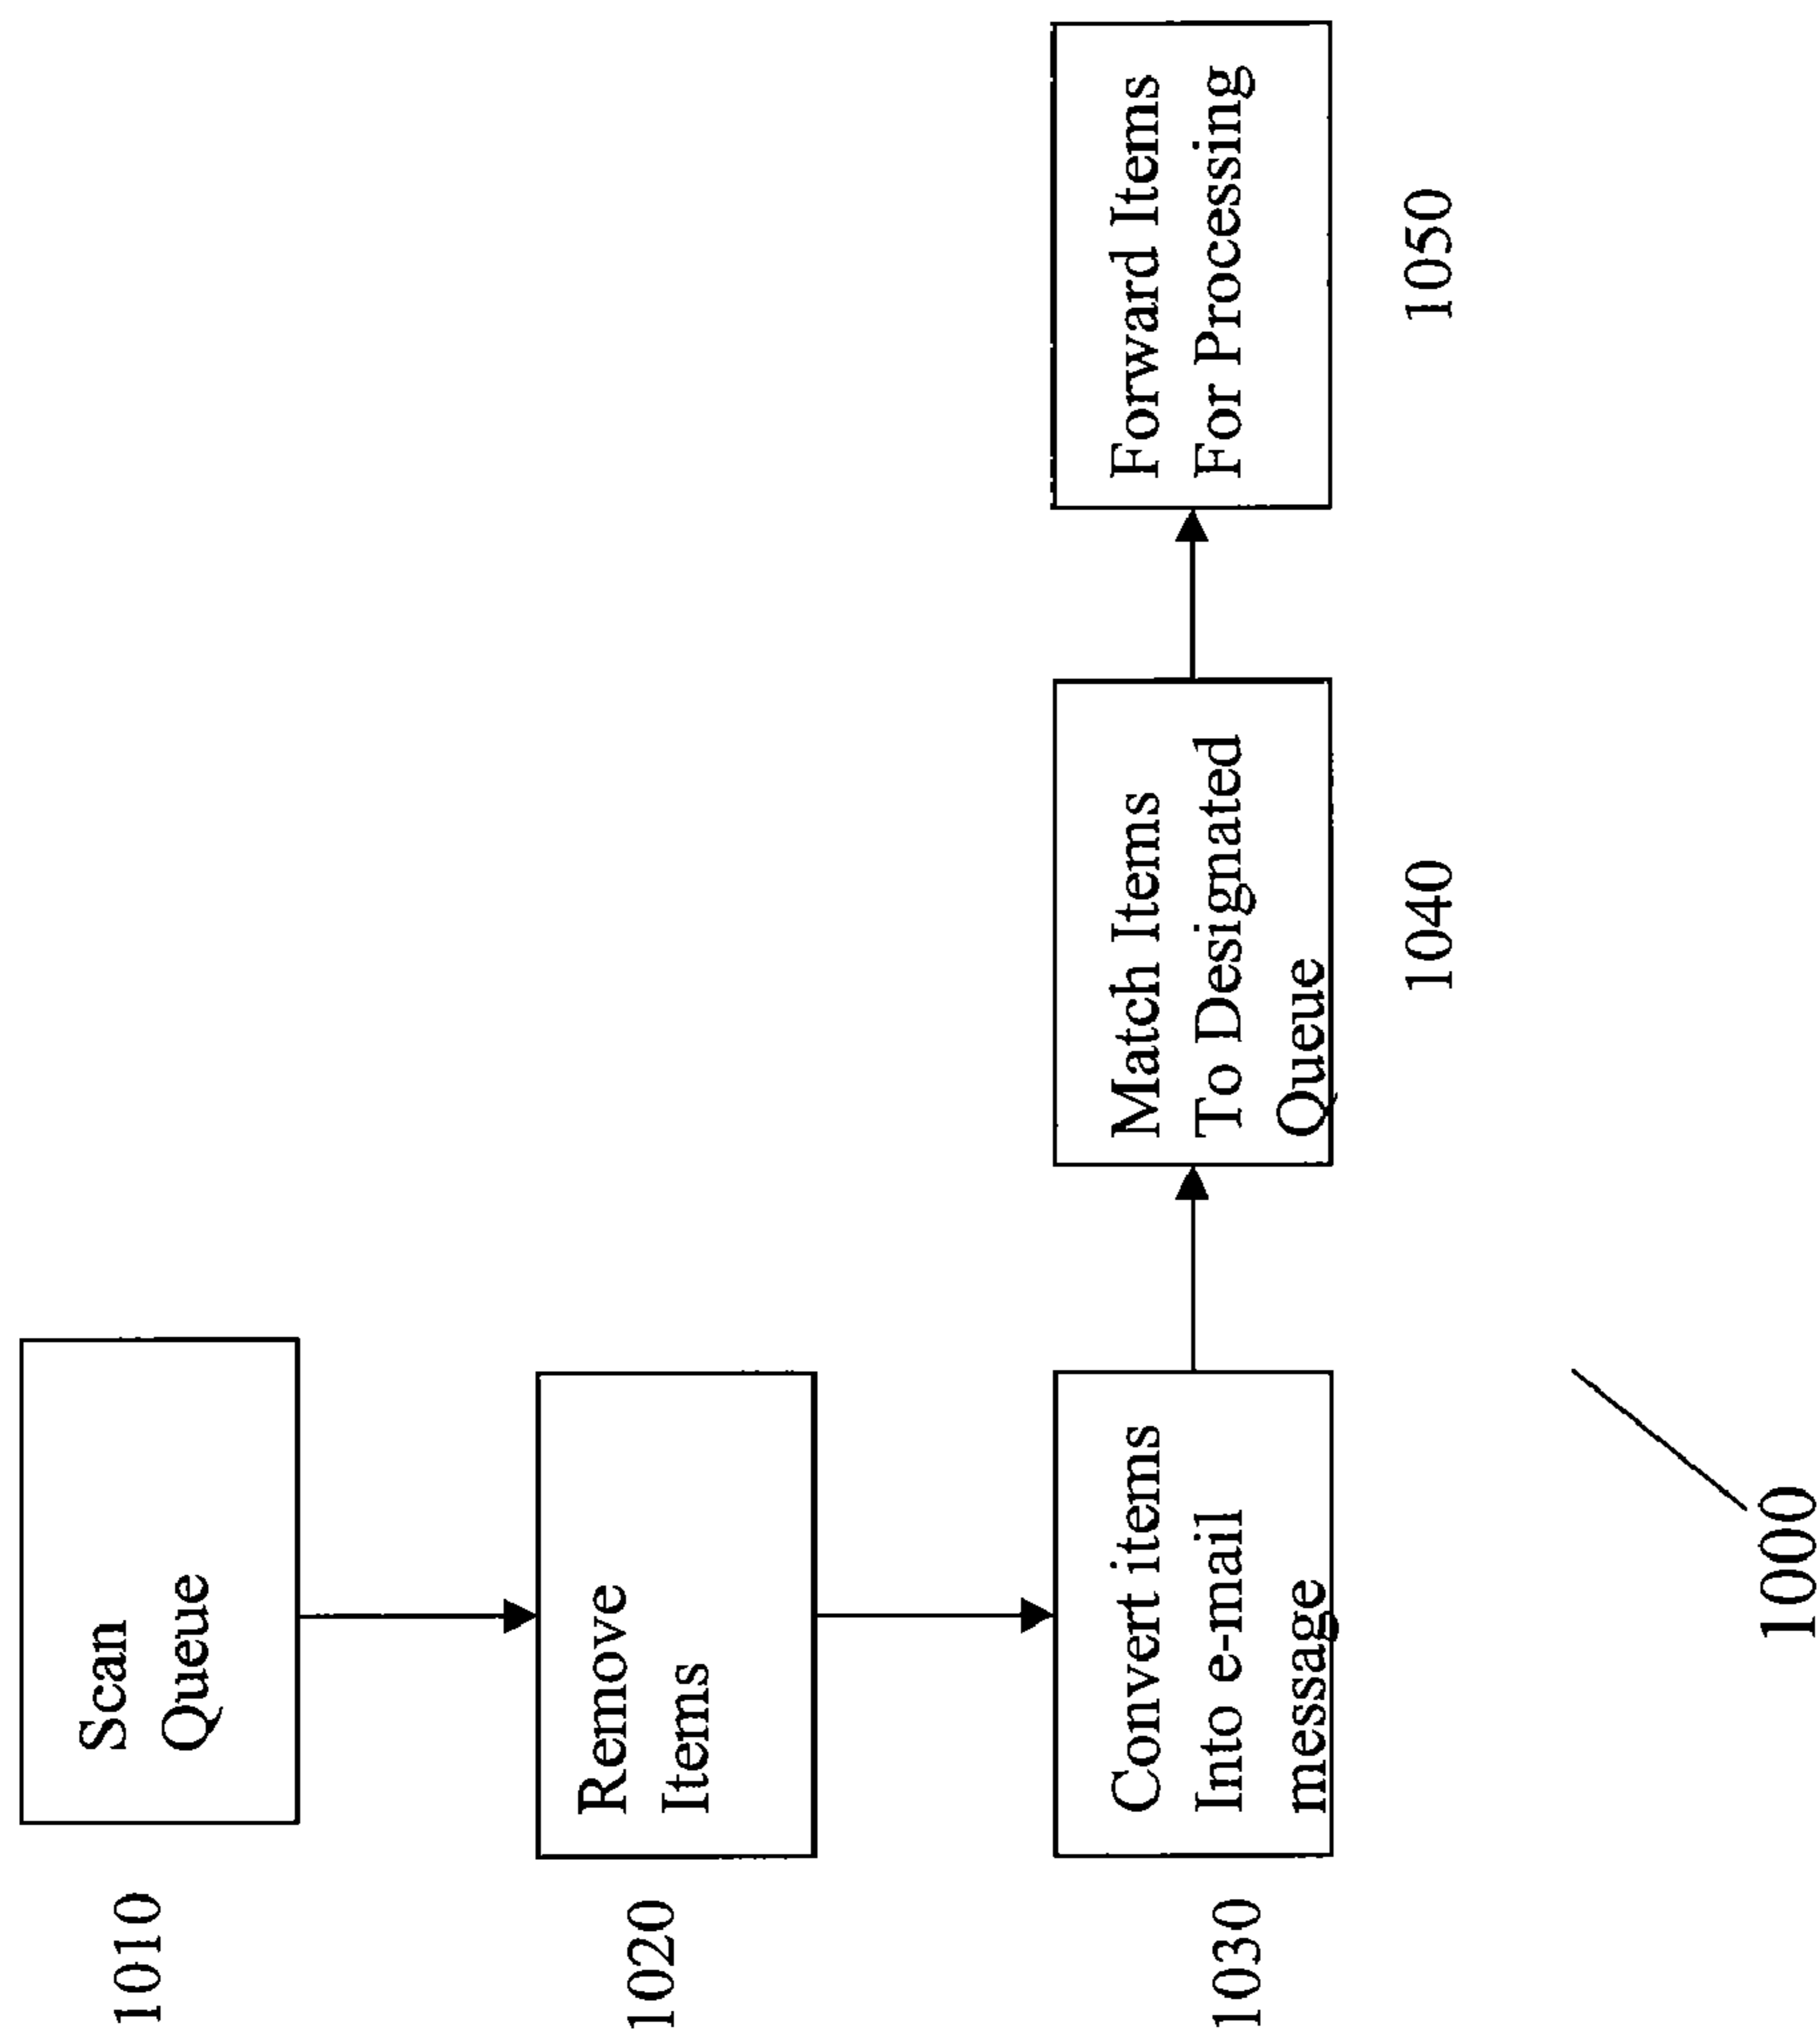 1010
Scan
Queue
1020
Remove
Items
1030
Convert items
Into e-mail
message
Match Items
To Designated
Queue
1040
Forward Items
For Processing
1050
1000